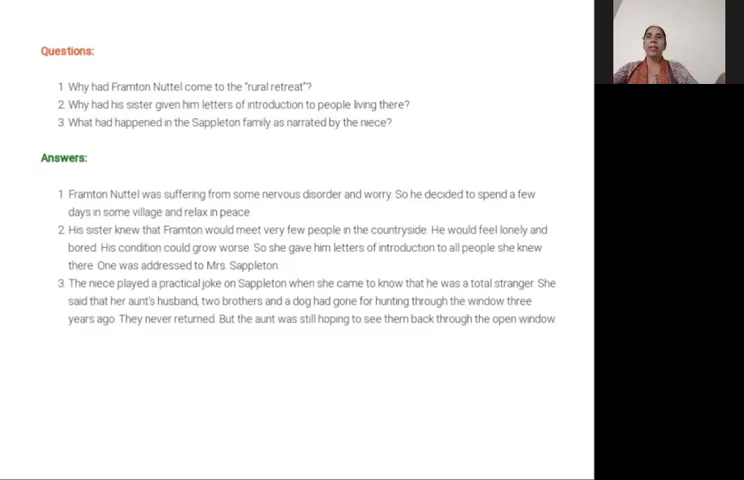 Questions:
1. Why had Framton Nuttel come to the "rural retreat"?
2. Why had his sister given him letters of introduction to people living there?
3 What had happened in the Sappleton family as narrated by the niece?
Answers:
1 Framton Nuttel was suffering from some nervous disorder and worry. So he decided to spend a few
days in some village and relax in peace
2. His sister knew that Framton would meet very few people in the countryside. He would feel lonely and
bored. His condition could grow worse. So she gave him letters of introduction to all people she knew
there. One was addressed to Mrs. Sappleton
3. The niece played a practical joke on Sappleton when she came to know that he was a total stranger. She
said that her aunt's husband, two brothers and a dog had gone for hunting through the window three
years ago. They never returned. But the aunt was still hoping to see them back through the open window